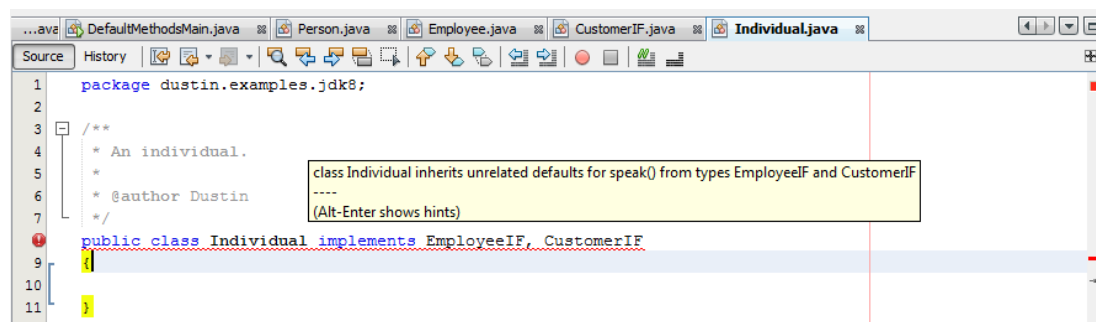 ...ava DefaultMethodsMain.java Person.java Employee.java CustomerIF.java Individual.java
Source History
1 package dustin.examples.jdk8;
2
3 /**
4 * An individual.
5 *
6 * @author Dustin
7 */
public class Individual implements EmployeeIF, CustomerIF
9 {
10
11 }
class Individual inherits unrelated defaults for speak() from types EmployeeIF and CustomerIF
----
(Alt-Enter shows hints)